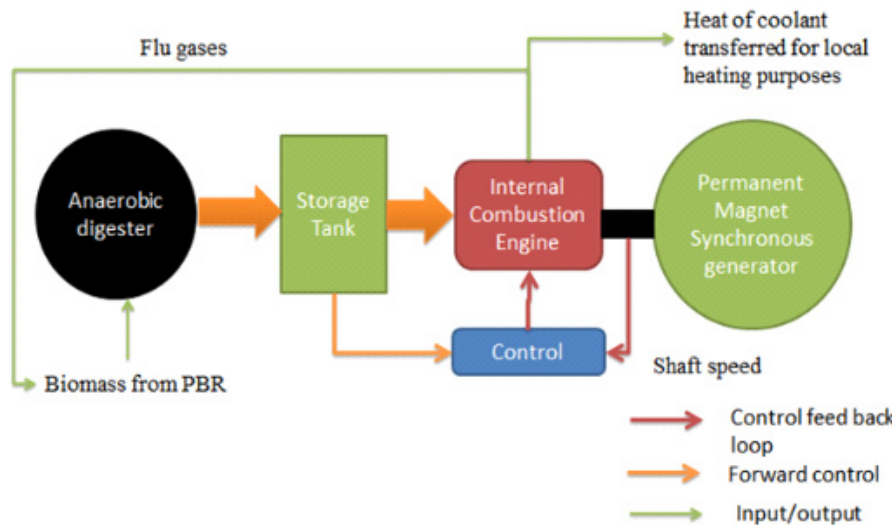 Flu gases
Heat of coolant
transferred for local
heating purposes
Anaerobic
digester
Storage
Tank
Internal
Combustion
Engine
Permanent
Magnet
Synchronous
generator
Control
Biomass from PBR
Shaft speed
Control feed back
loop
Forward control
Input/output